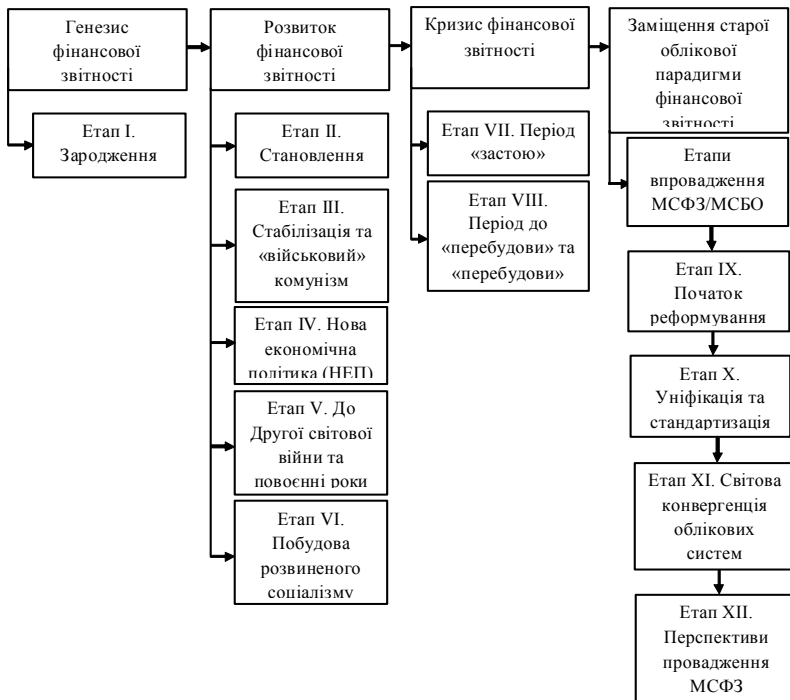 Генезис
фінансової
звітності
Етап I.
Зародження
Розвиток
фінансової
звітності
Етап II.
Становлення
Етап III.
Стабілізація та
«військовий»
комунізм
Етап IV. Нова
економічна
політика (НЕП)
Етап V. До
Другої світової
війни та
повоєнні роки
Етап VI.
Побудова
розвиненого
соціалізму
Кризис фінансової
звітності
Етап VII. Період
«застою»
Етап VIII.
Період до
«перебудови» та
«перебудови»
Заміщення старої
облікової
парадигми
фінансової
звітності
Етапи
впровадження
МСФЗ/МСБО
Етап IX.
Початок
реформування
Етап X.
Уніфікація та
стандартизація
Етап XI. Світова
конвергенція
облікових
систем
Етап XII.
Перспективи
провадження
МСФЗ